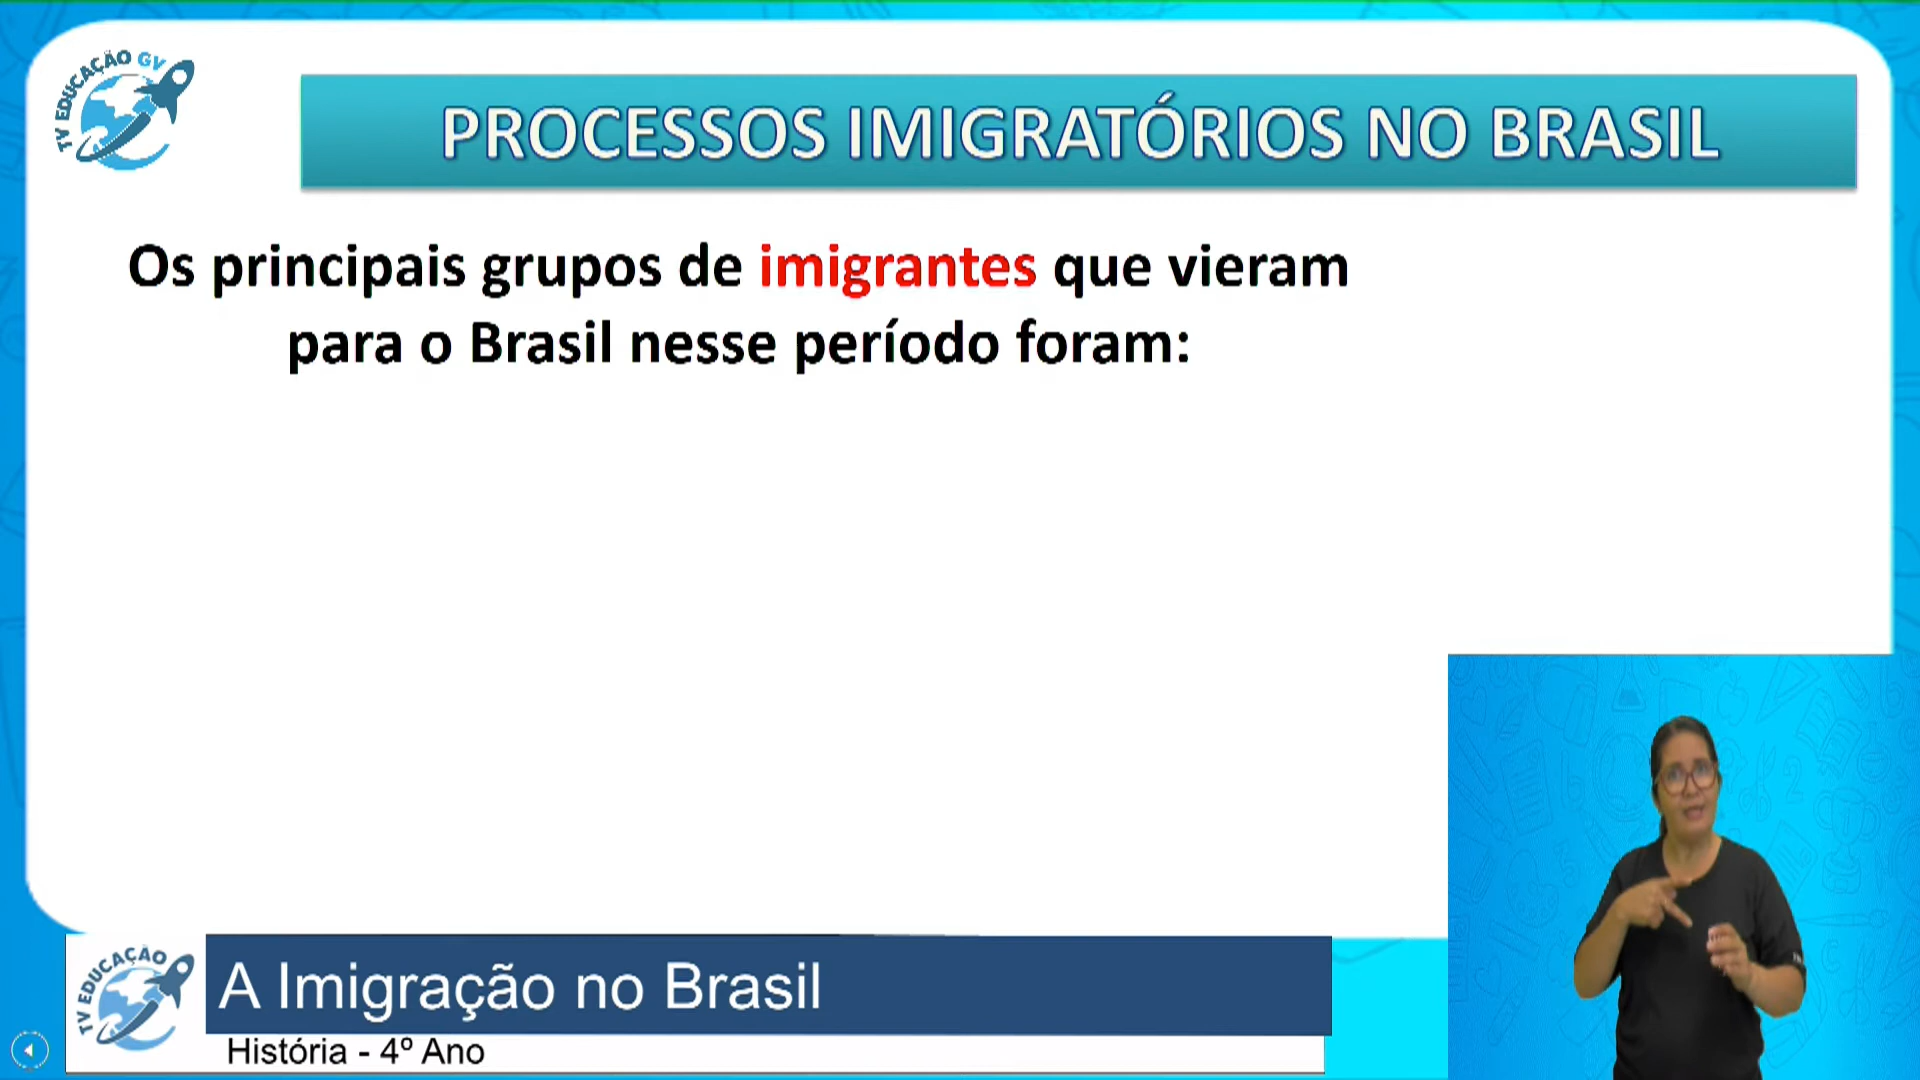 TV EDUCAÇÃO GV
PROCESSOS IMIGRATÓRIOS NO BRASIL
Os principais grupos de imigrantes que vieram
para o Brasil nesse período foram:
TV EDUCAÇÃO
A Imigração no Brasil
História - 4º Ano